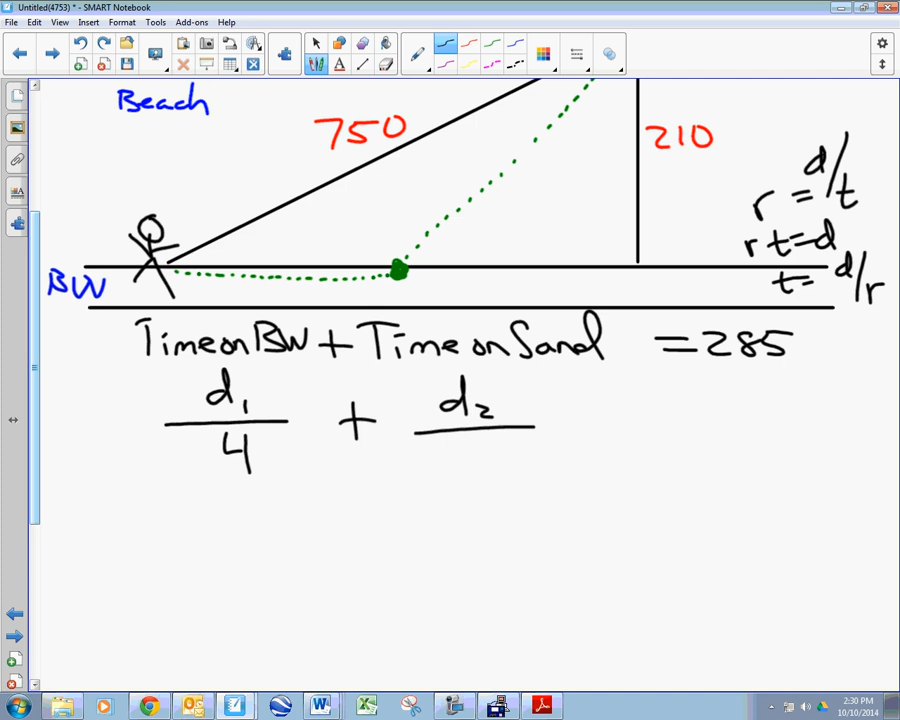 Untitled(4753) * - SMART Notebook
File Edit View Insert Format Tools Add-ons Help
Beach
750
210
r = d/t
rt=d
t= d/r
BW
Time on BW + Time on Sand = 285
d1 + d2
4
2:30 PM
10/10/2014